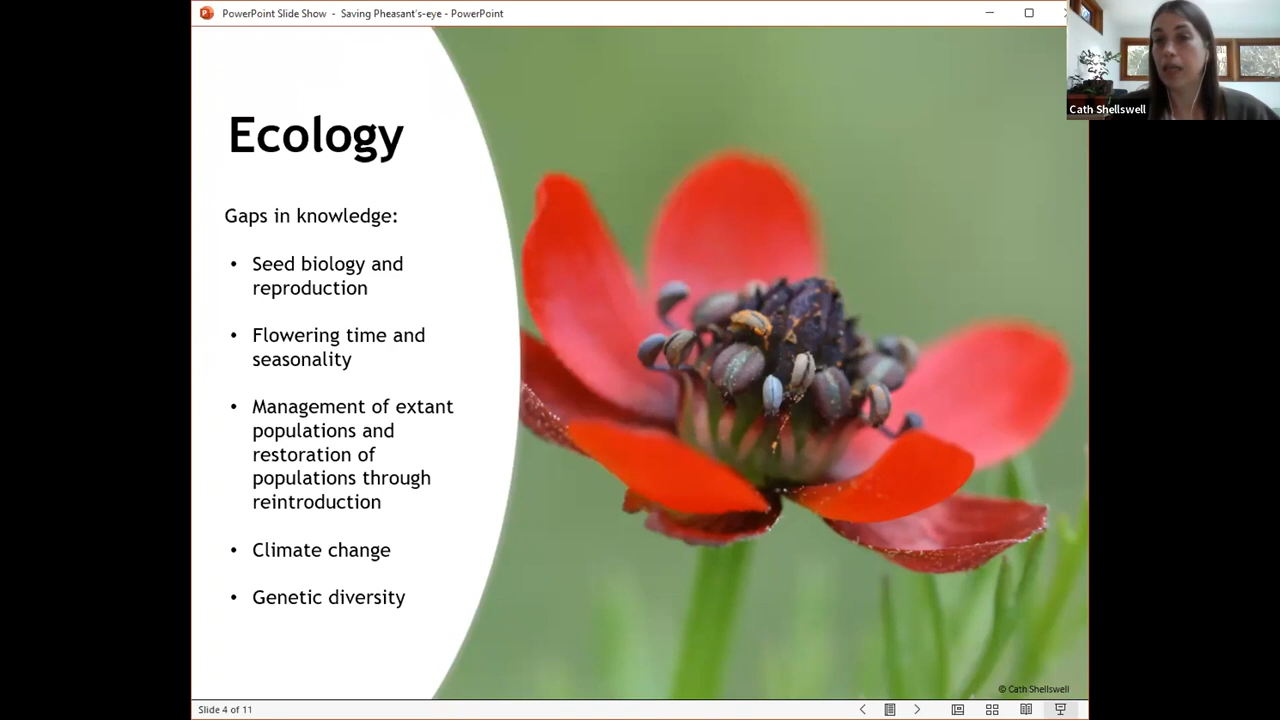 PowerPoint Slide Show - Saving Pheasant's-eye - PowerPoint
Cath Shellswell
Ecology
Gaps in knowledge:
• Seed biology and
reproduction
• Flowering time and
seasonality
• Management of extant
populations and
restoration of
populations through
reintroduction
• Climate change
• Genetic diversity
© Cath Shellswell
Slide 4 of 11